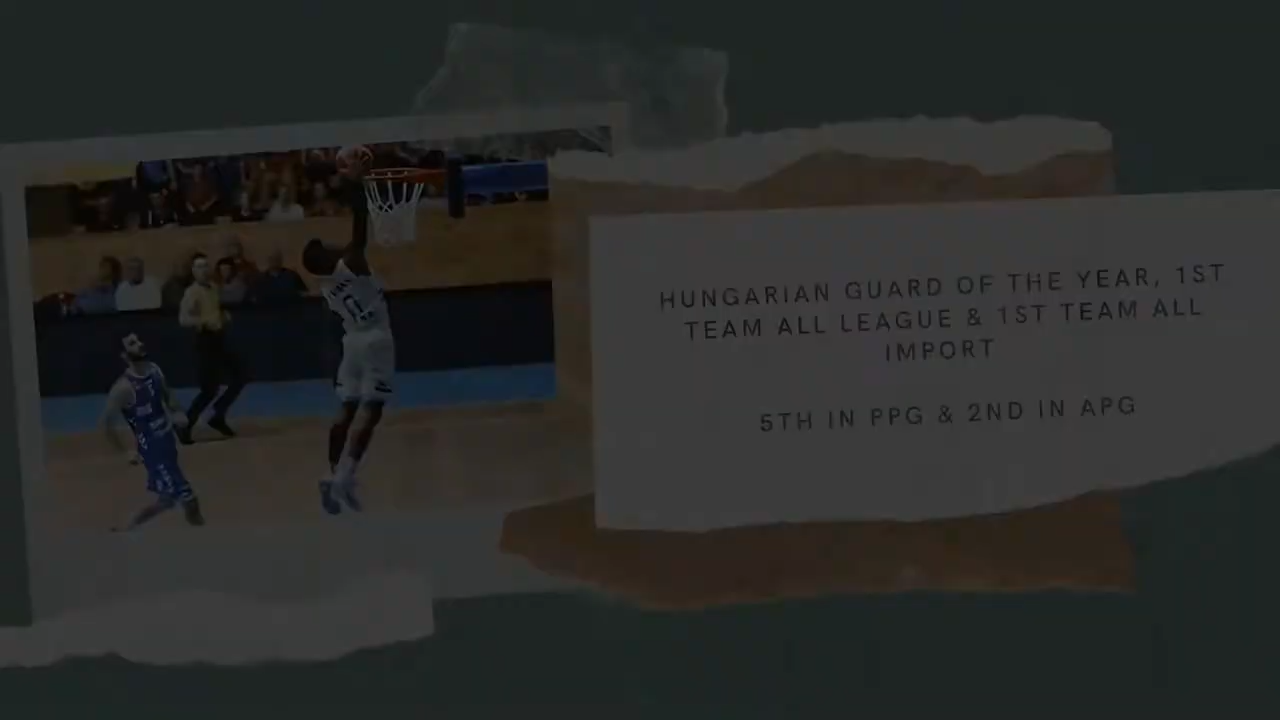 HUNGARIAN GUARD OF THE YEAR, 1ST
TEAM ALL LEAGUE & 1ST TEAM ALL
IMPORT
5TH IN PPG & 2ND IN APG